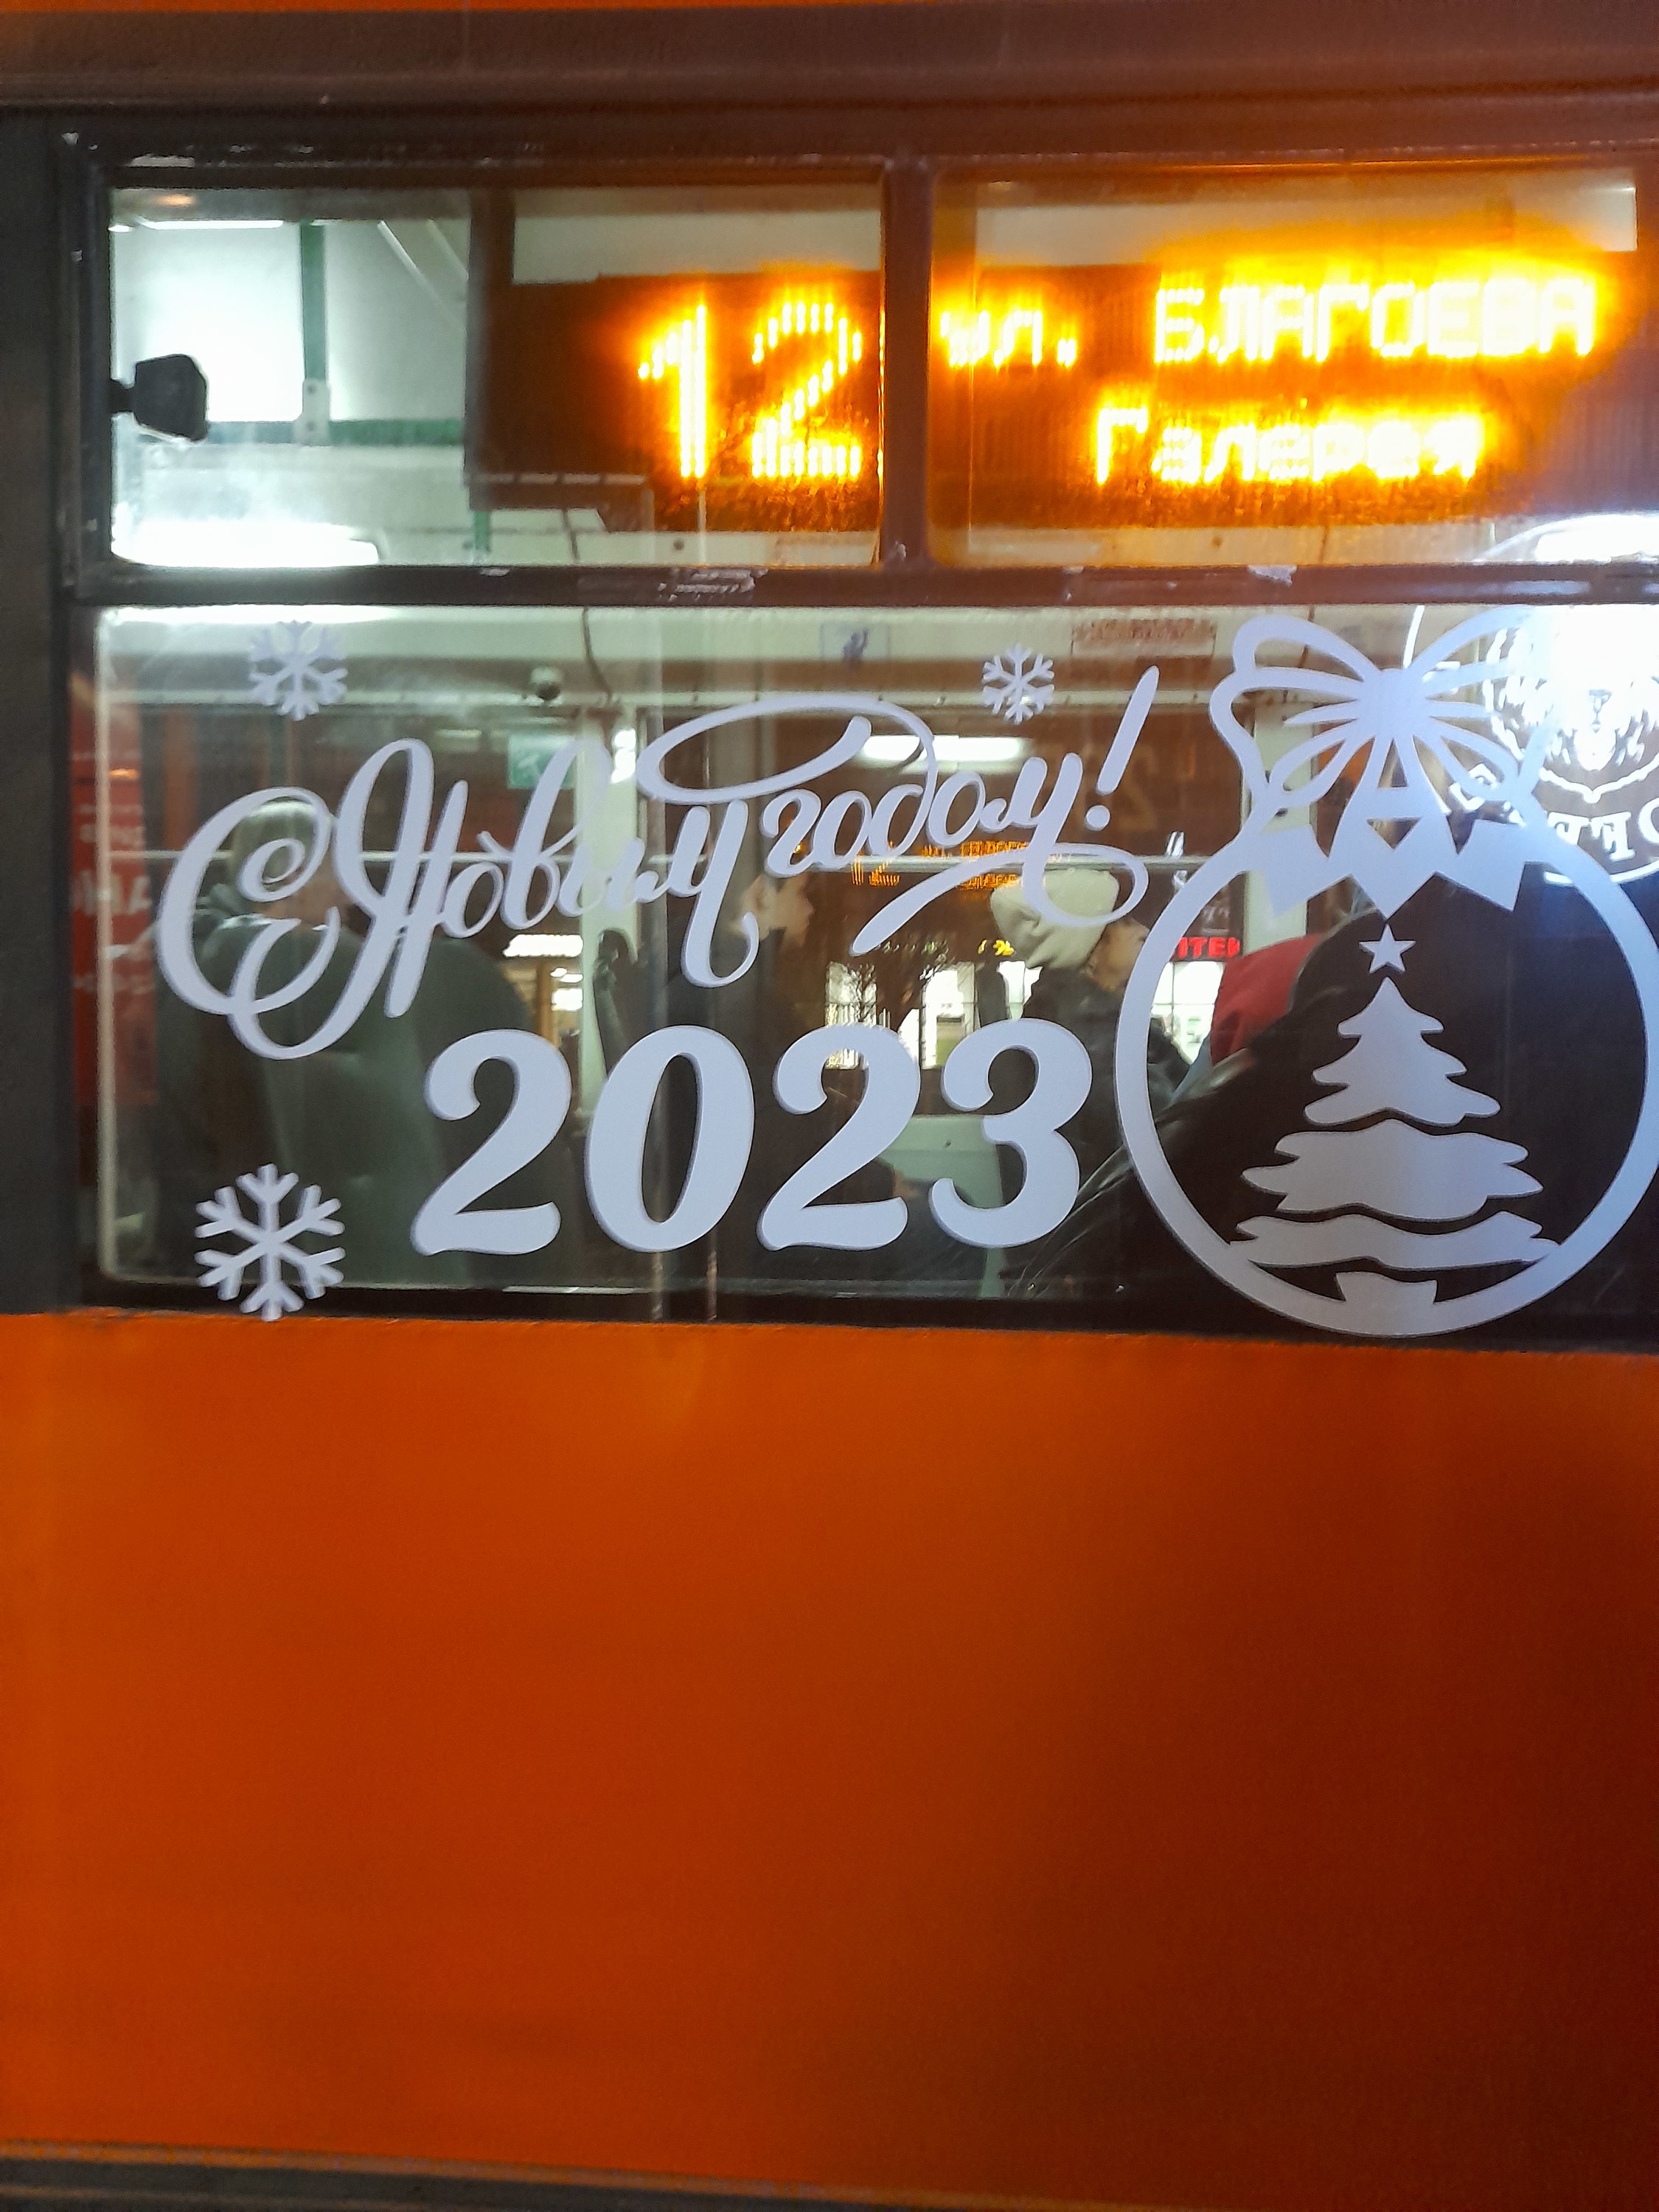 12 ул. БЛАГОЕВА
Галерея
С Новым годом!
2023